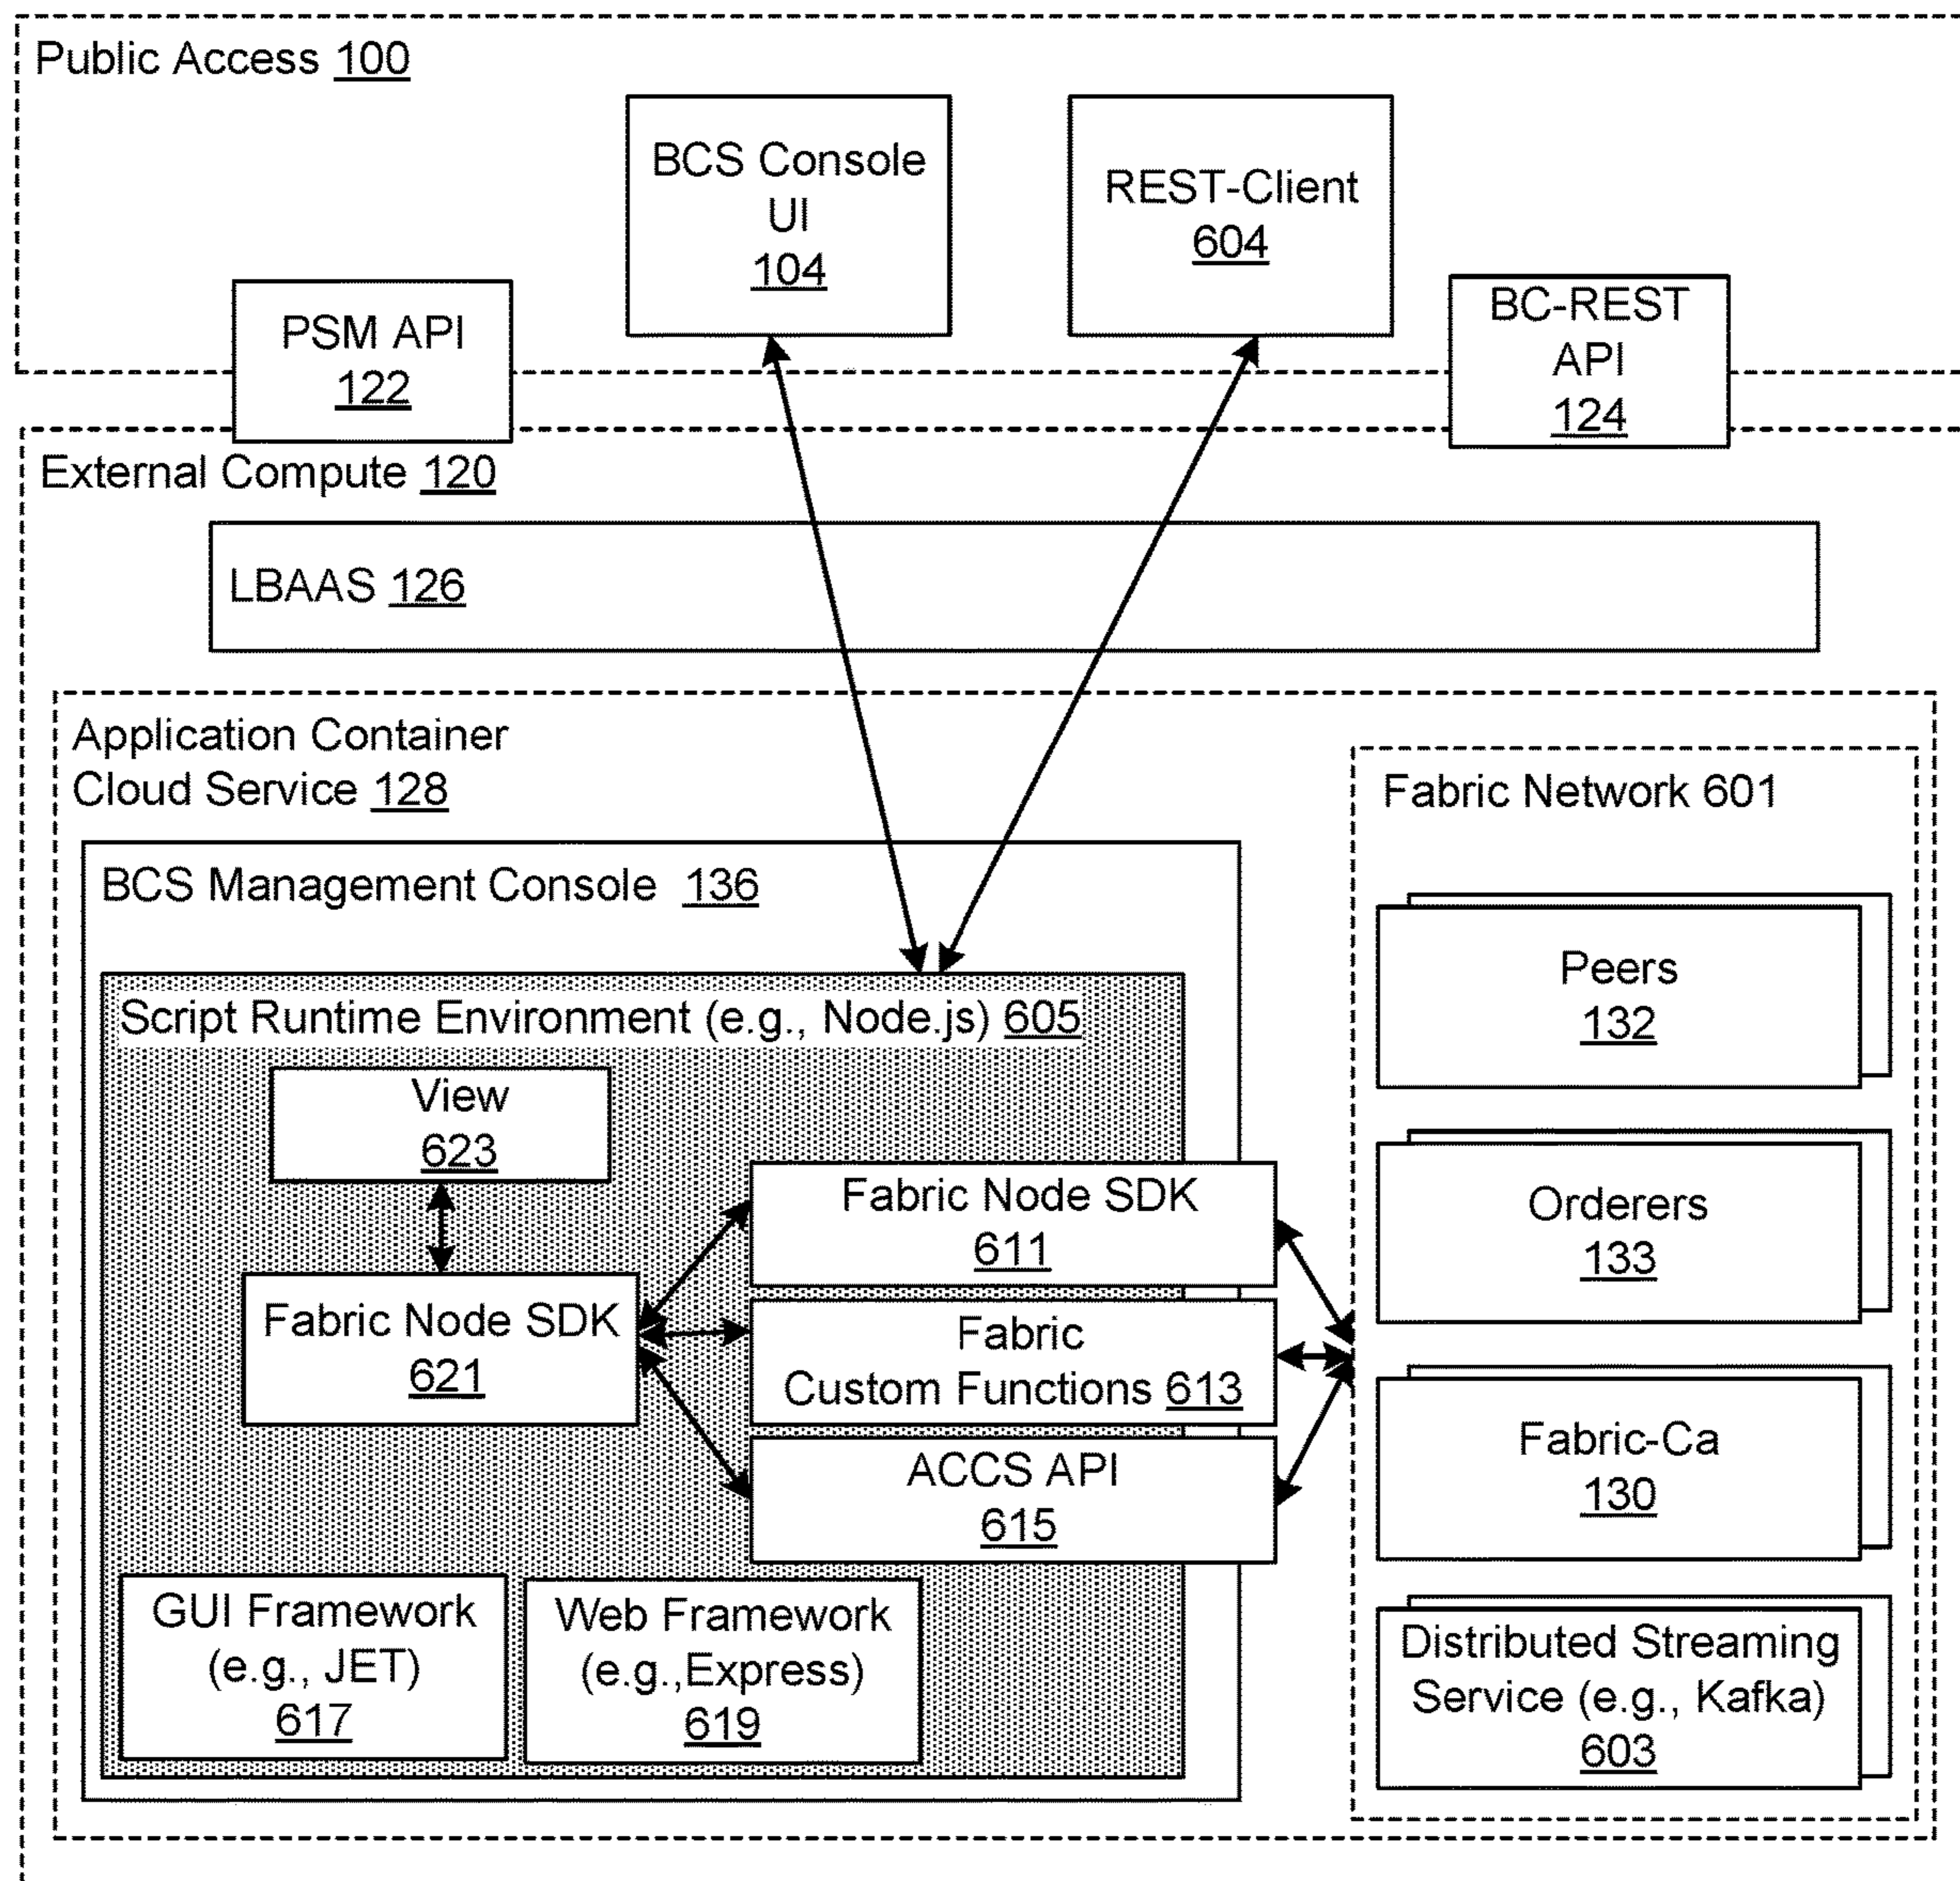 Public Access 100
BCS Console
UI
104
REST-Client
604
PSM API
122
BC-REST
API
124
External Compute 120
LBAAS 126
Application Container
Cloud Service 128
Fabric Network 601
BCS Management Console 136
Script Runtime Environment (e.g., Node.js) 605
View
623
Fabric Node SDK
621
Fabric Node SDK
611
Fabric
Custom Functions 613
ACCS API
615
GUI Framework
(e.g., JET)
617
Web Framework
(e.g.,Express)
619
Peers
132
Orderers
133
Fabric-Ca
130
Distributed Streaming
Service (e.g., Kafka)
603